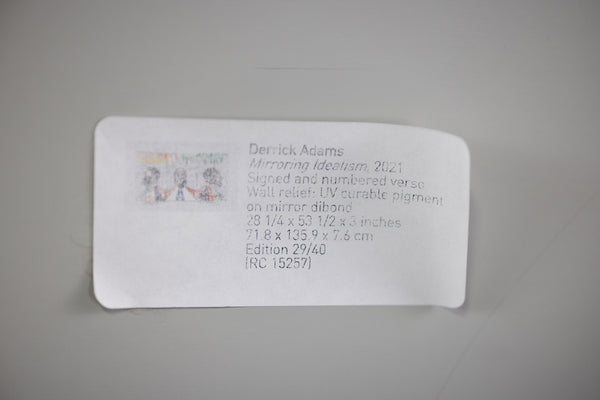 Derrick Adams
Mirroring Idealism, 2021
Signed and numbered verso
Wall relief: UV curable pigment
on mirror dibond
28 1/4 x 53 1/2 x 3 inches
71.8 x 135.9 x 7.6 cm
Edition 29/40
(RC 15257)